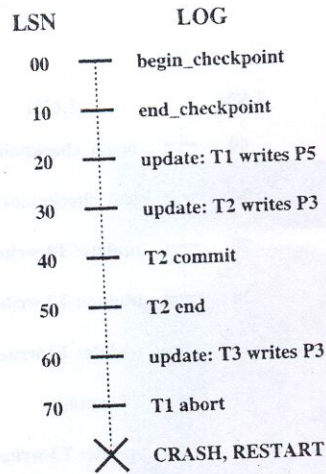 LSN LOG
00 begin_checkpoint
10 end_checkpoint
20 update: T1 writes P5
30 update: T2 writes P3
40 T2 commit
50 T2 end
60 update: T3 writes P3
70 T1 abort
CRASH, RESTART